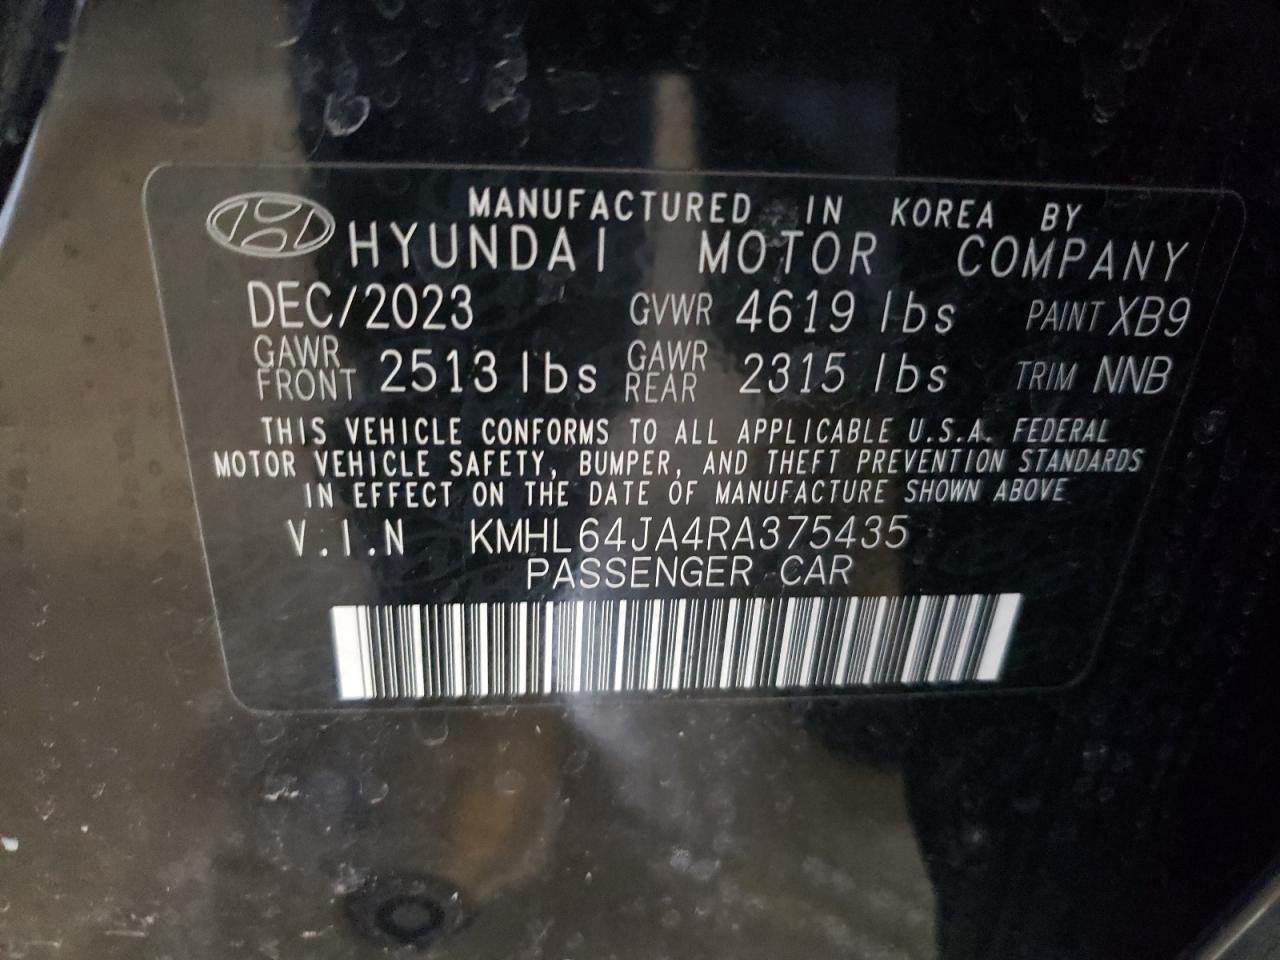 MANUFACTURED IN KOREA BY
HYUNDAI MOTOR COMPANY
DEC/2023 GVWR 4619 lbs PAINT XB9
GAWR FRONT 2513 lbs GAWR REAR 2315 lbs TRIM NNB
THIS VEHICLE CONFORMS TO ALL APPLICABLE U.S.A. FEDERAL
MOTOR VEHICLE SAFETY, BUMPER, AND THEFT PREVENTION STANDARDS
IN EFFECT ON THE DATE OF MANUFACTURE SHOWN ABOVE
V.I.N KMHL64JA4RA375435
PASSENGER CAR